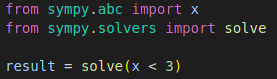 from sympy.abc import x
from sympy.solvers import solve
result = solve(x < 3)